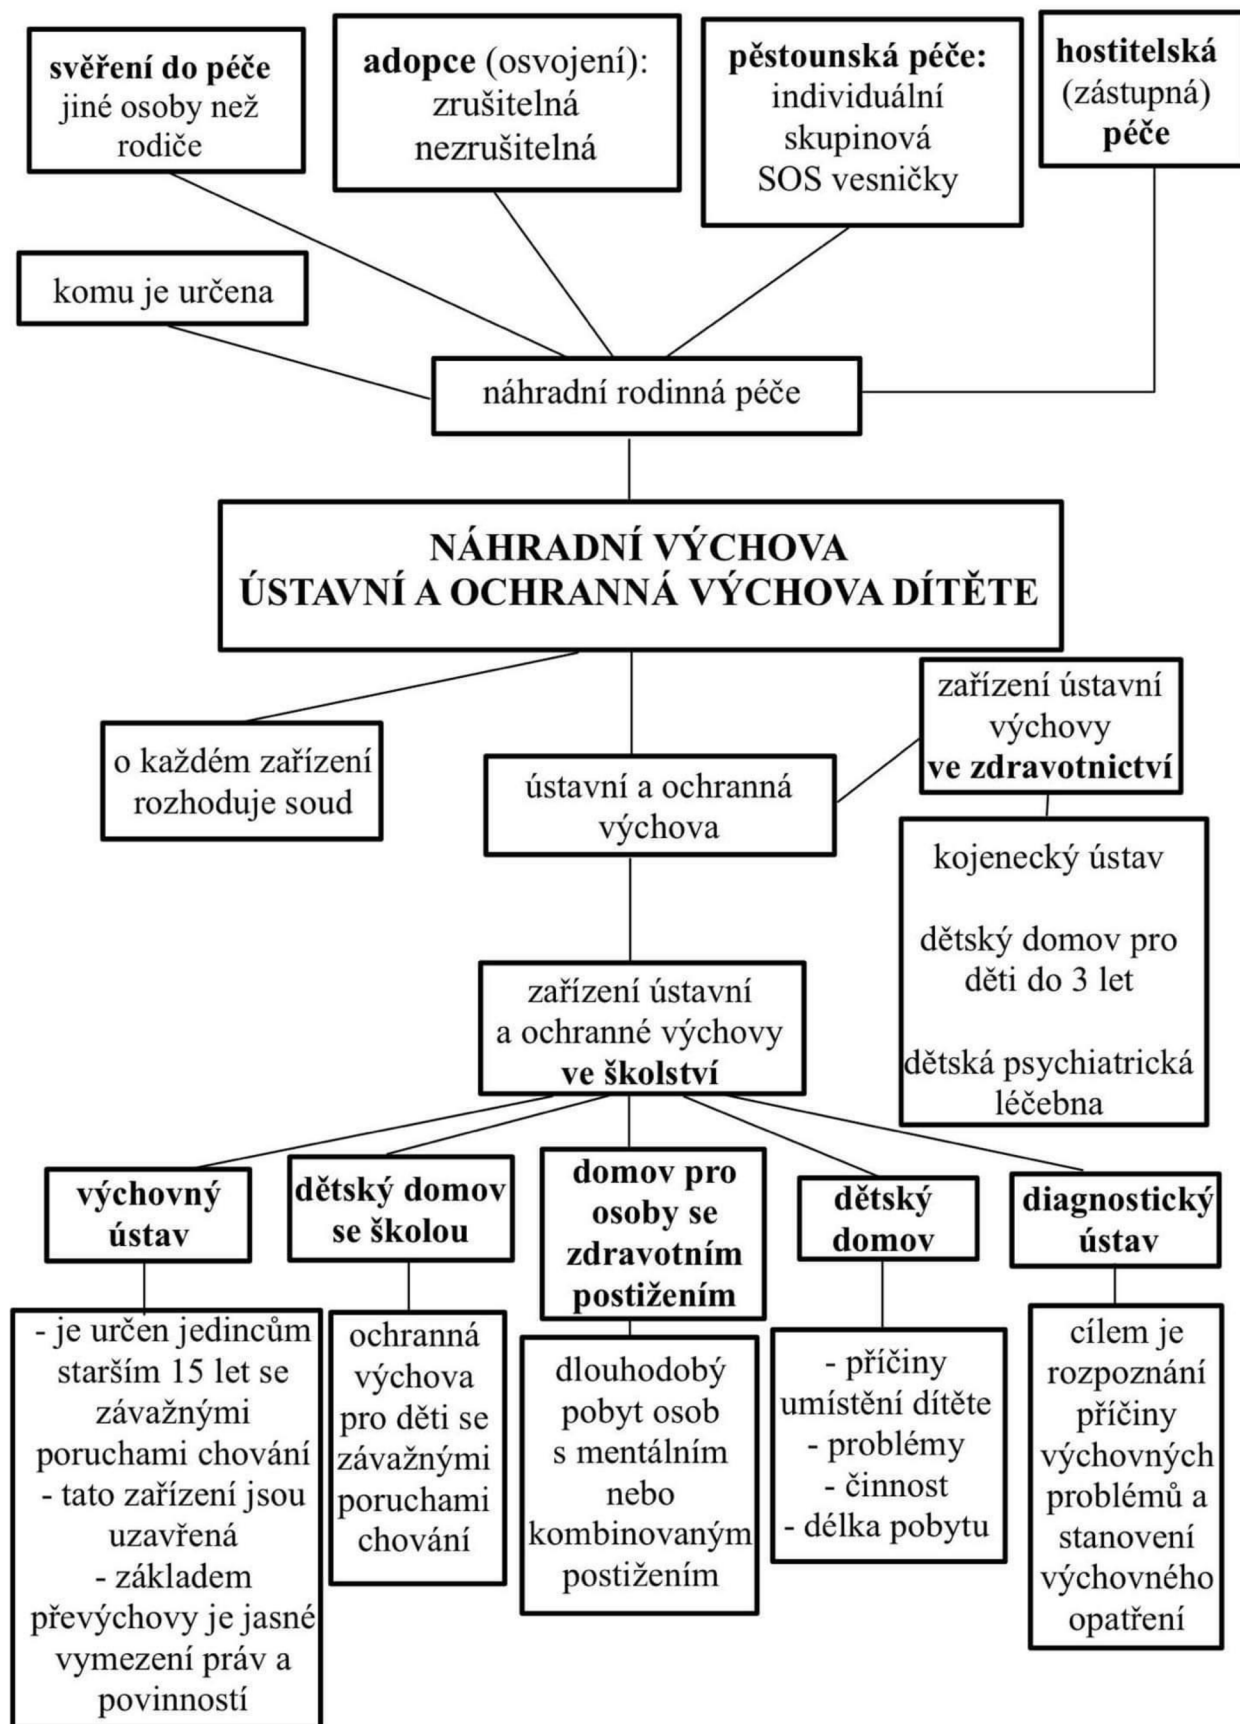 svěření do péče
jiné osoby než
rodiče
adopce (osvojení):
zrušitelná
nezrušitelná
pěstounská péče:
individuální
skupinová
SOS vesničky
hostitelská
(zástupná)
péče
komu je určena
náhradní rodinná péče
NÁHRADNÍ VÝCHOVA
ÚSTAVNÍ A OCHRANNÁ VÝCHOVA DÍTĚTE
o každém zařízení
rozhoduje soud
ústavní a ochranná
výchova
zařízení ústavní
výchovy
ve zdravotnictví
kojenecký ústav
dětský domov pro
děti do 3 let
dětská psychiatrická
léčebna
zařízení ústavní
a ochranné výchovy
ve školství
výchovný
ústav
dětský domov
se školou
domov pro
osoby se
zdravotním
postižením
dětský
domov
diagnostický
ústav
- je určen jedincům
starším 15 let se
závažnými
poruchami chování
- tato zařízení jsou
uzavřená
- základem
převýchovy je jasné
vymezení práv a
povinností
ochranná
výchova
pro děti se
závažnými
poruchami
chování
dlouhodobý
pobyt osob
s mentálním
nebo
kombinovaným
postižením
- příčiny
umístění dítěte
- problémy
- činnost
- délka pobytu
cílem je
rozpoznání
příčiny
výchovných
problémů a
stanovení
výchovného
opatření